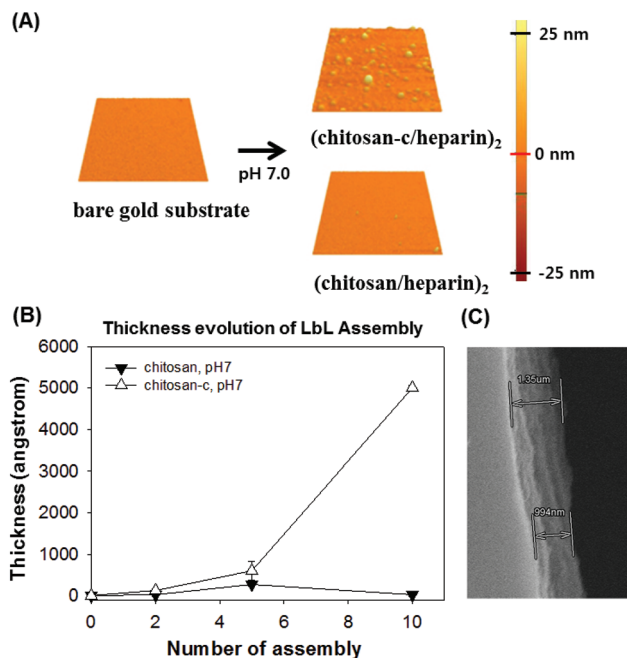 (A)
25 nm
(chitosan-c/heparin)2
0 nm
pH 7.0
bare gold substrate
(chitosan/heparin)2
-25 nm
(B)
Thickness evolution of LbL Assembly
6000
5000
4000
3000
2000
1000
0
Thickness (angstrom)
chitosan, pH7
chitosan-c, pH7
0 2 4 6 8 10
Number of assembly
(C)
1.35um
994nm